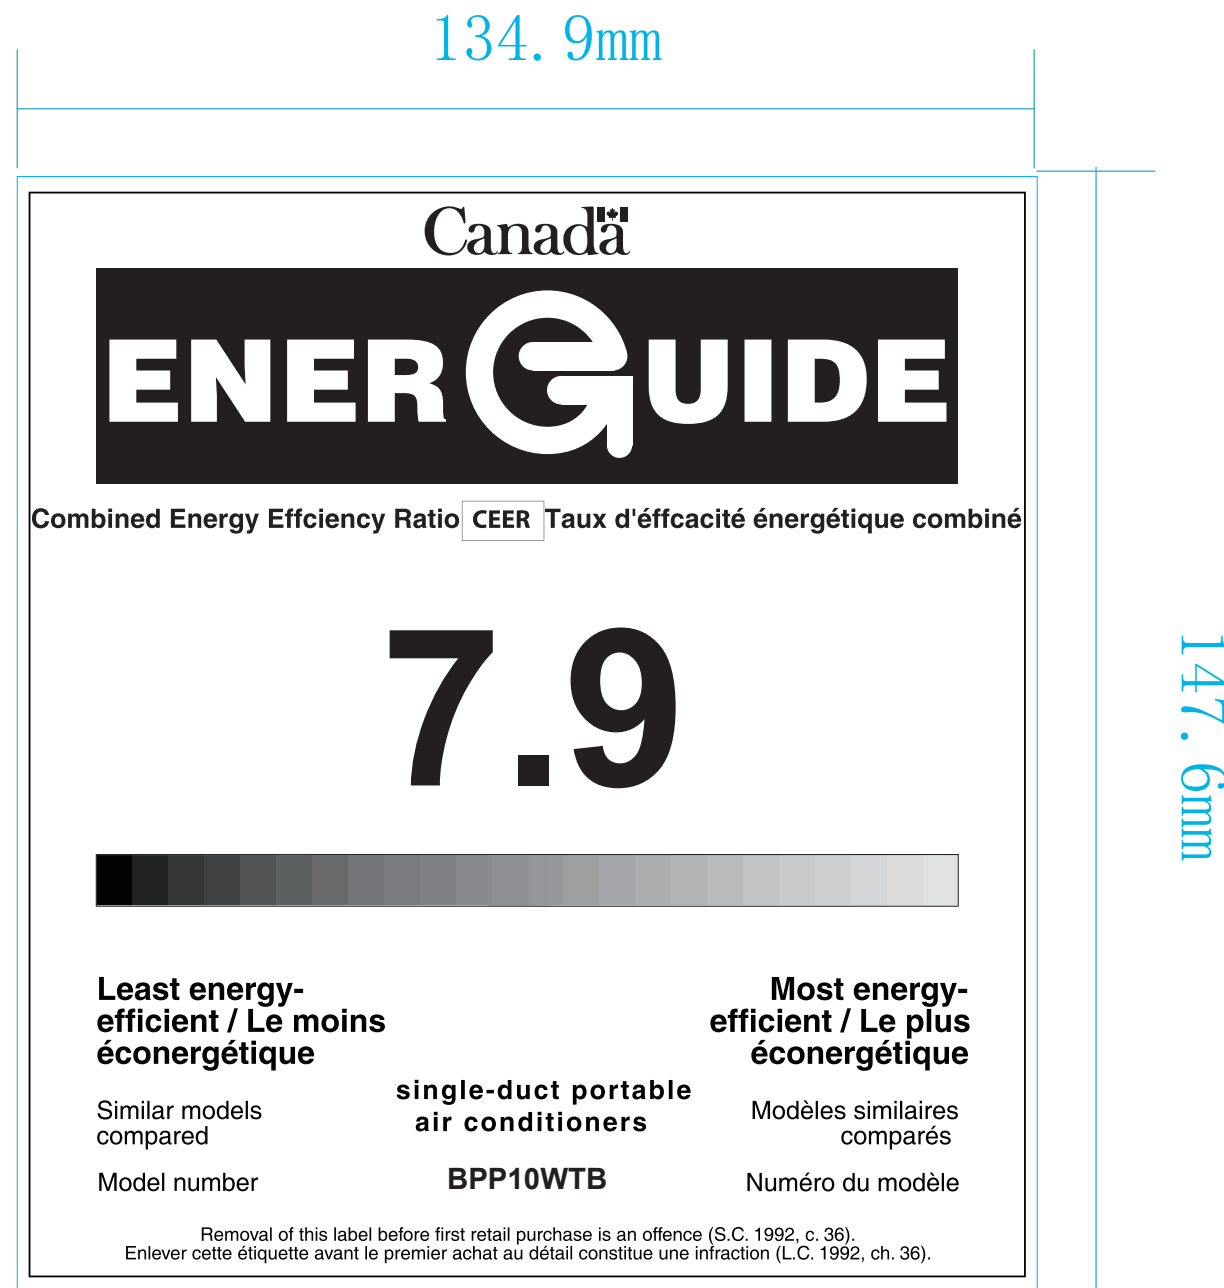 134.9mm
Canada
ENERGUIDE
Combined Energy Effciency Ratio CEER Taux d'éffcacité énergétique combiné
7.9
147.6mm
Least energy-
efficient / Le moins
éconergétique
Most energy-
efficient / Le plus
éconergétique
single-duct portable
air conditioners
Similar models
compared
Modèles similaires
comparés
Model number
BPP10WTB
Numéro du modèle
Removal of this label before first retail purchase is an offence (S.C. 1992, c. 36).
Enlever cette étiquette avant le premier achat au détail constitue une infraction (L.C. 1992, ch. 36).